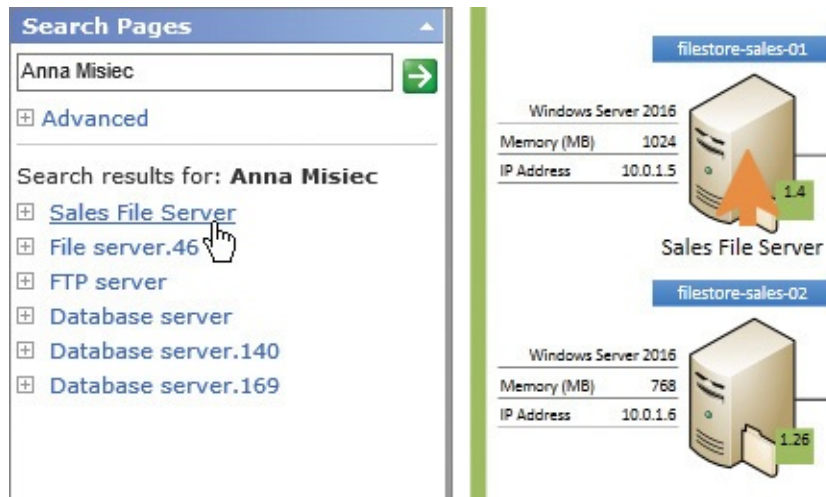 Search Pages
Anna Misiec
Advanced
Search results for: Anna Misiec
Sales File Server
File server.46
FTP server
Database server
Database server.140
Database server.169
filestore-sales-01
Windows Server 2016
Memory (MB) 1024
IP Address 10.0.1.5
1.4
Sales File Server
filestore-sales-02
Windows Server 2016
Memory (MB) 768
IP Address 10.0.1.6
1.26